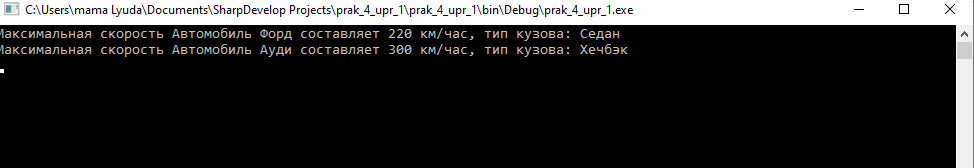 C:\Users\mama Lyuda\Documents\SharpDevelop Projects\prak_4_upr_1\prak_4_upr_1\bin\Debug\prak_4_upr_1.exe
Максимальная скорость Автомобиль Форд составляет 220 км/час, тип кузова: Седан
Максимальная скорость Автомобиль Ауди составляет 300 км/час, тип кузова: Хечбэк